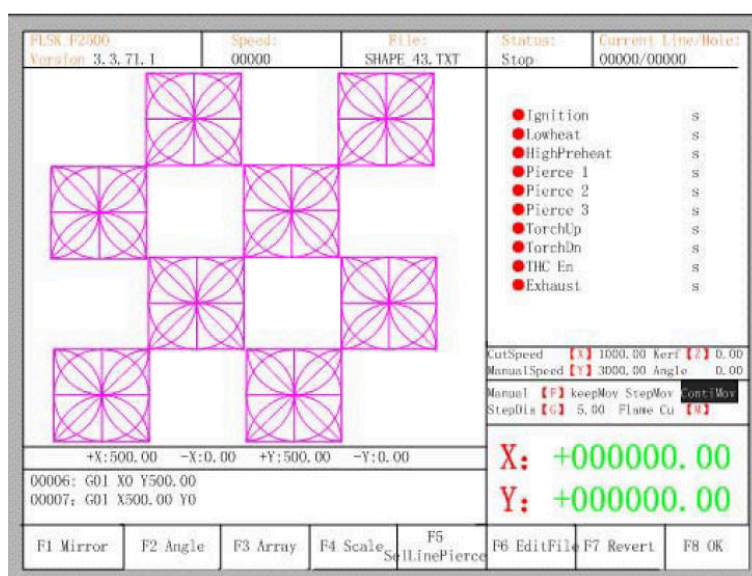 FLSK F2500 Speed: File: Status: Current Line/Hole:
Version 3.3.71.1 00000 SHAPE_43.TXT Stop 00000/00000
Ignition s
Lowheat s
HighPreheat s
Pierce 1 s
Pierce 2 s
Pierce 3 s
TorchUp s
TorchDn s
THC En s
Exhaust s
CutSpeed 【X】 1000.00 Kerf 【Z】 0.00
ManualSpeed 【Y】 3000.00 Angle 0.00
Manual 【F】 keepMov StepMov ContiMov
StepDis 【G】 5.00 Flame Cu 【M】
+X:500.00 -X:0.00 +Y:500.00 -Y:0.00
00006: G01 X0 Y500.00
00007: G01 X500.00 Y0
X: +000000.00
Y: +000000.00
F1 Mirror F2 Angle F3 Array F4 Scale F5 SelLinePierce F6 EditFile F7 Revert F8 OK